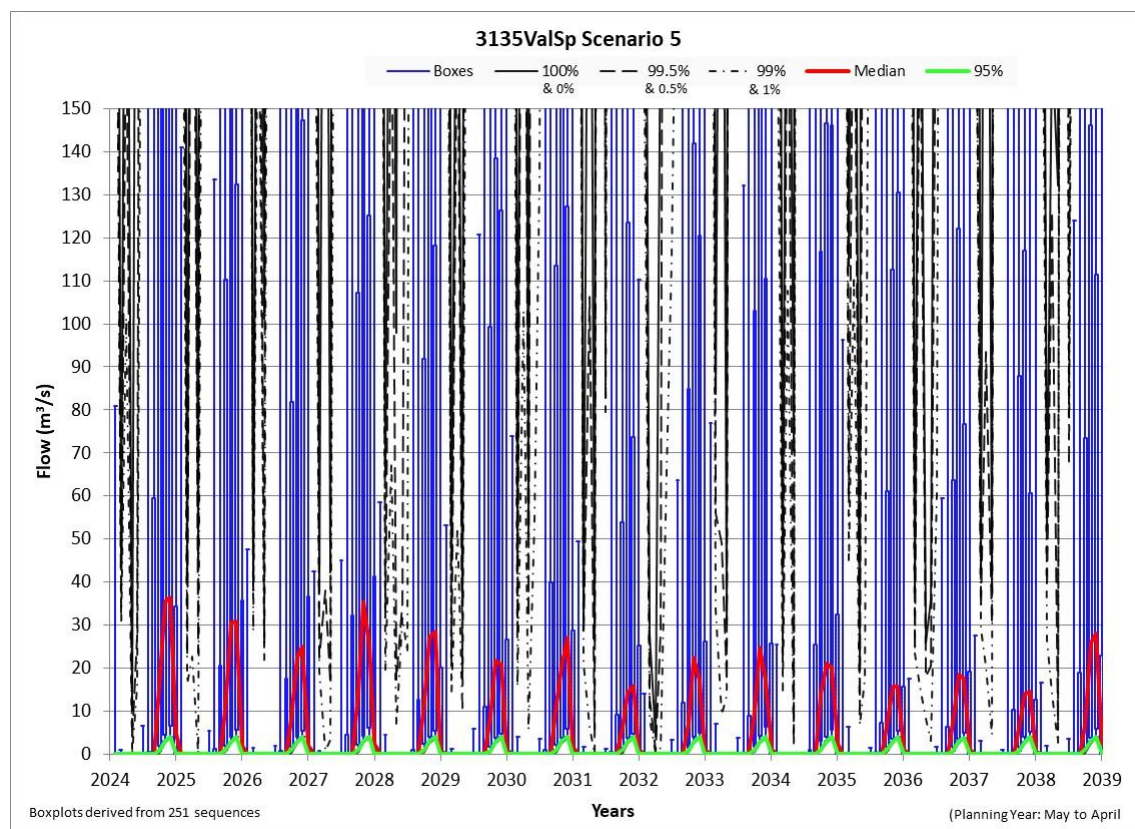 3135ValSp Scenario 5
Boxes 100% & 0% 99.5% & 0.5% 99% & 1% Median 95%
150
140
130
120
110
100
90
80
70
60
50
40
30
20
10
0
Flow (m³/s)
2024 2025 2026 2027 2028 2029 2030 2031 2032 2033 2034 2035 2036 2037 2038 2039
Years
Boxplots derived from 251 sequences
(Planning Year: May to April